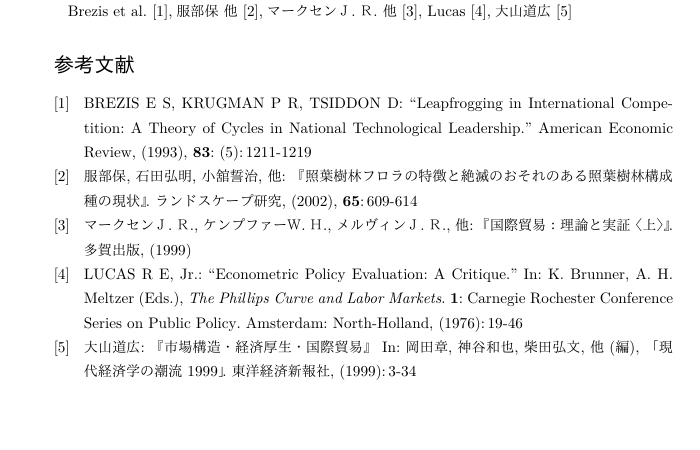 Brezis et al. [1], 服部保 他 [2], マークセンＪ．Ｒ. 他 [3], Lucas [4], 大山道広 [5]
参考文献
[1] BREZIS E S, KRUGMAN P R, TSIDDON D: “Leapfrogging in International Compe-
tition: A Theory of Cycles in National Technological Leadership.” American Economic
Review, (1993), 83: (5): 1211-1219
[2] 服部保, 石田弘明, 小舘誓治, 他: 『照葉樹林フロラの特徴と絶滅のおそれのある照葉樹林構成
種の現状』. ランドスケープ研究, (2002), 65: 609-614
[3] マークセンＪ．Ｒ., ケンプファーＷ. Ｈ., メルヴィンＪ．Ｒ., 他: 『国際貿易：理論と実証〈上〉』.
多賀出版, (1999)
[4] LUCAS R E, Jr.: “Econometric Policy Evaluation: A Critique.” In: K. Brunner, A. H.
Meltzer (Eds.), The Phillips Curve and Labor Markets. 1: Carnegie Rochester Conference
Series on Public Policy. Amsterdam: North-Holland, (1976): 19-46
[5] 大山道広: 『市場構造・経済厚生・国際貿易』 In: 岡田章, 神谷和也, 柴田弘文, 他 (編), 「現
代経済学の潮流 1999」. 東洋経済新報社, (1999): 3-34